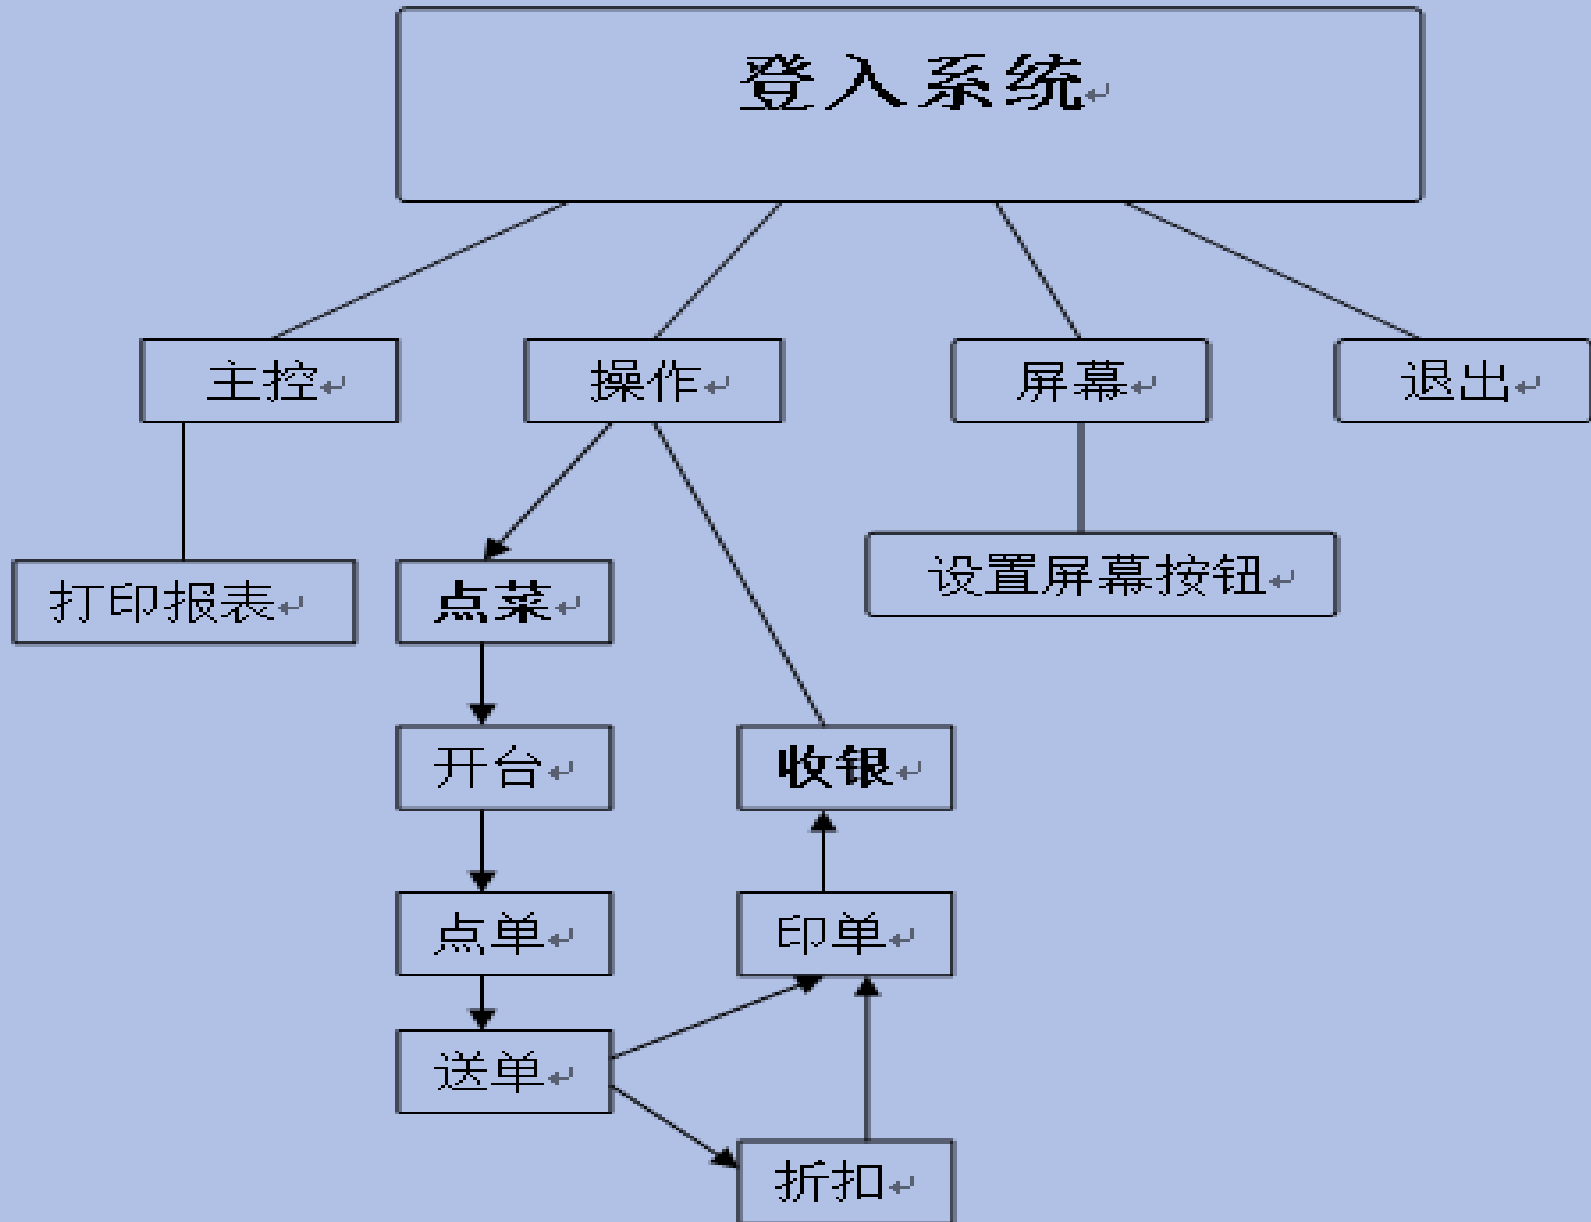 登入系统
主控
操作
屏幕
退出
打印报表
点菜
设置屏幕按钮
开台
收银
点单
印单
送单
折扣